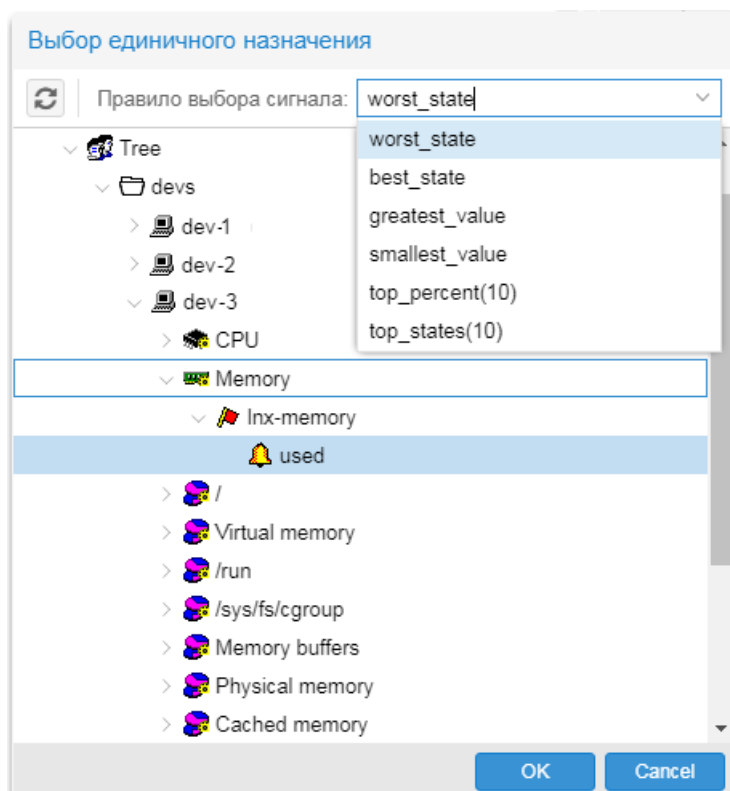 Выбор единичного назначения
Правило выбора сигнала: worst_state
worst_state
best_state
greatest_value
smallest_value
top_percent(10)
top_states(10)
Tree
devs
dev-1
dev-2
dev-3
CPU
Memory
lnx-memory
used
/
Virtual memory
/run
/sys/fs/cgroup
Memory buffers
Physical memory
Cached memory
OK Cancel